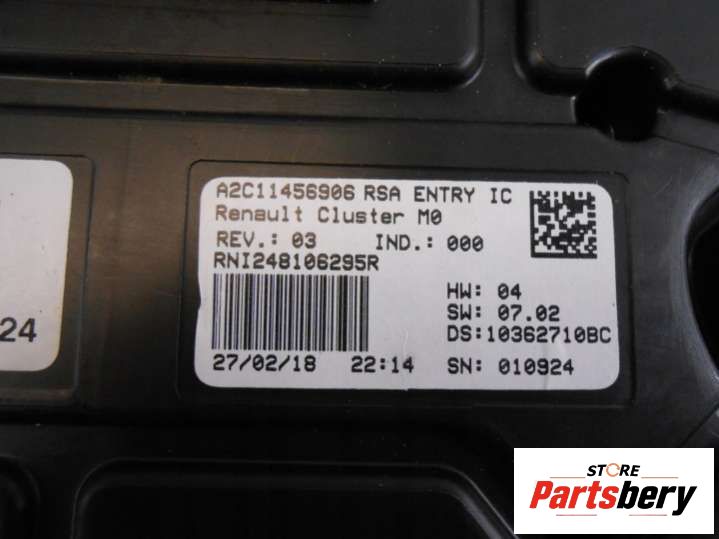 A2C11456906 RSA ENTRY IC
Renault Cluster M0
REV.: 03 IND.: 000
RNI248106295R
HW: 04
SW: 07.02
DS:10362710BC
27/02/18 22:14 SN: 010924
24
STORE
Partsbery